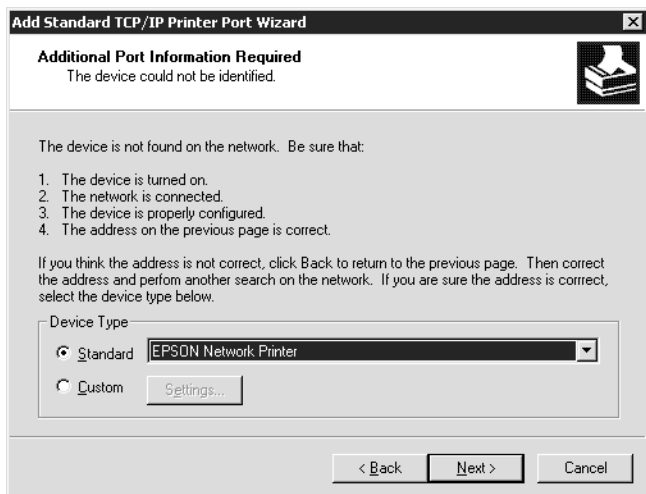 Add Standard TCP/IP Printer Port Wizard
Additional Port Information Required
The device could not be identified.
The device is not found on the network. Be sure that:
1. The device is turned on.
2. The network is connected.
3. The device is properly configured.
4. The address on the previous page is correct.
If you think the address is not correct, click Back to return to the previous page. Then correct
the address and perfom another search on the network. If you are sure the address is corrrect,
select the device type below.
Device Type
Standard EPSON Network Printer
Custom Settings...
< Back Next > Cancel